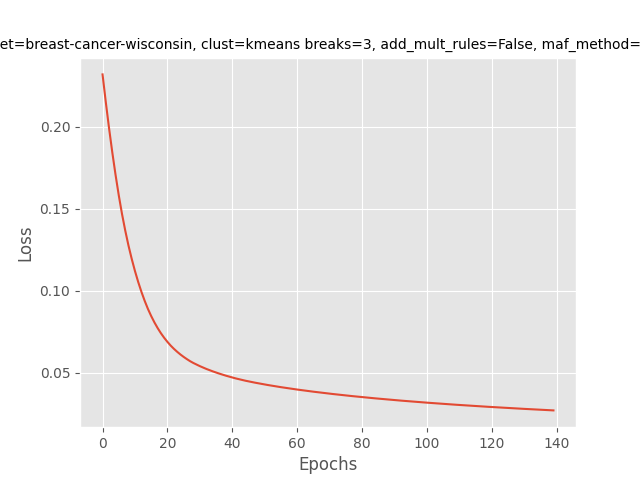 et=breast-cancer-wisconsin, clust=kmeans breaks=3, add_mult_rules=False, maf_method=
0.20
0.15
0.10
0.05
Loss
0 20 40 60 80 100 120 140
Epochs